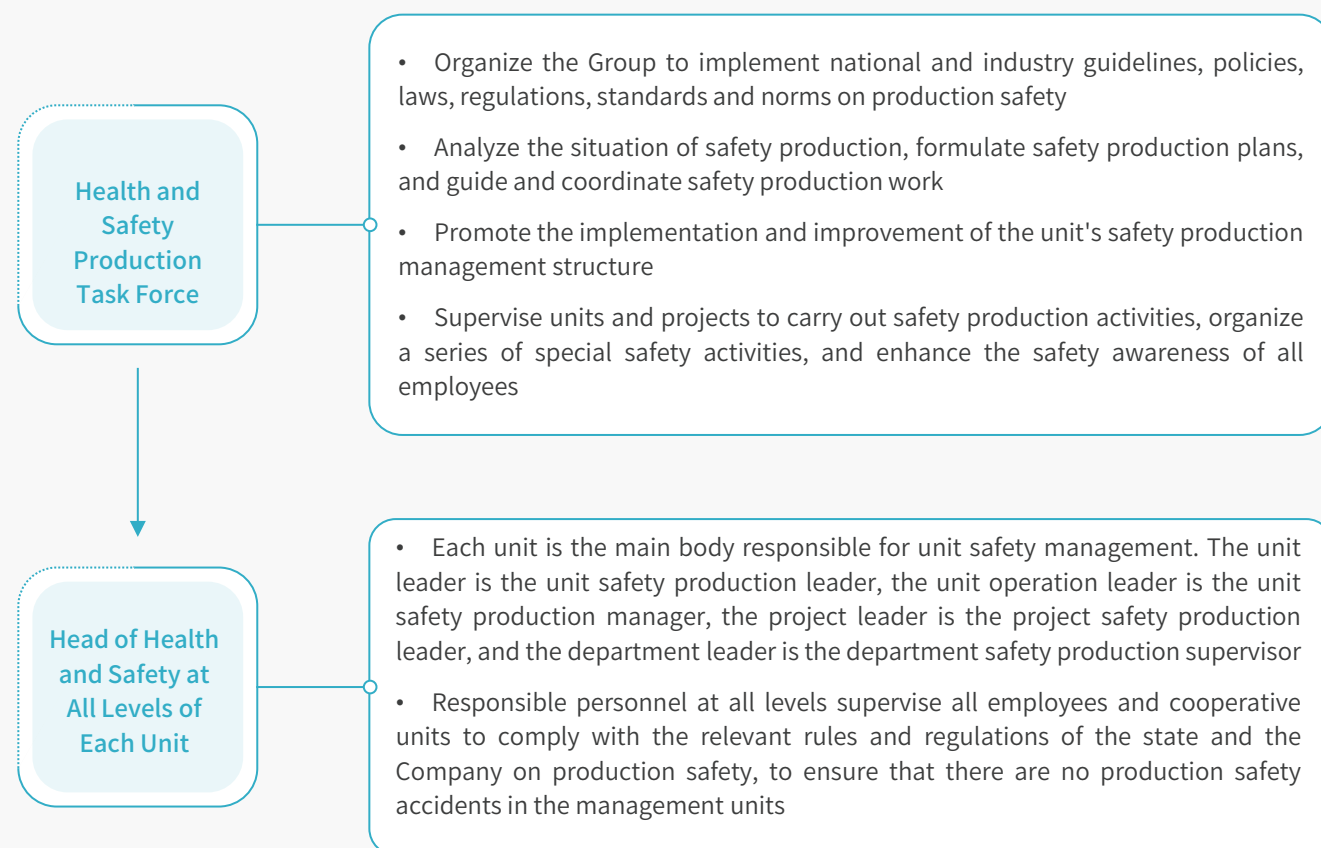 Health and
Safety
Production
Task Force
• Organize the Group to implement national and industry guidelines, policies,
laws, regulations, standards and norms on production safety
• Analyze the situation of safety production, formulate safety production plans,
and guide and coordinate safety production work
• Promote the implementation and improvement of the unit's safety production
management structure
• Supervise units and projects to carry out safety production activities, organize
a series of special safety activities, and enhance the safety awareness of all
employees
Head of Health
and Safety at
All Levels of
Each Unit
• Each unit is the main body responsible for unit safety management. The unit
leader is the unit safety production leader, the unit operation leader is the unit
safety production manager, the project leader is the project safety production
leader, and the department leader is the department safety production supervisor
• Responsible personnel at all levels supervise all employees and cooperative
units to comply with the relevant rules and regulations of the state and the
Company on production safety, to ensure that there are no production safety
accidents in the management units